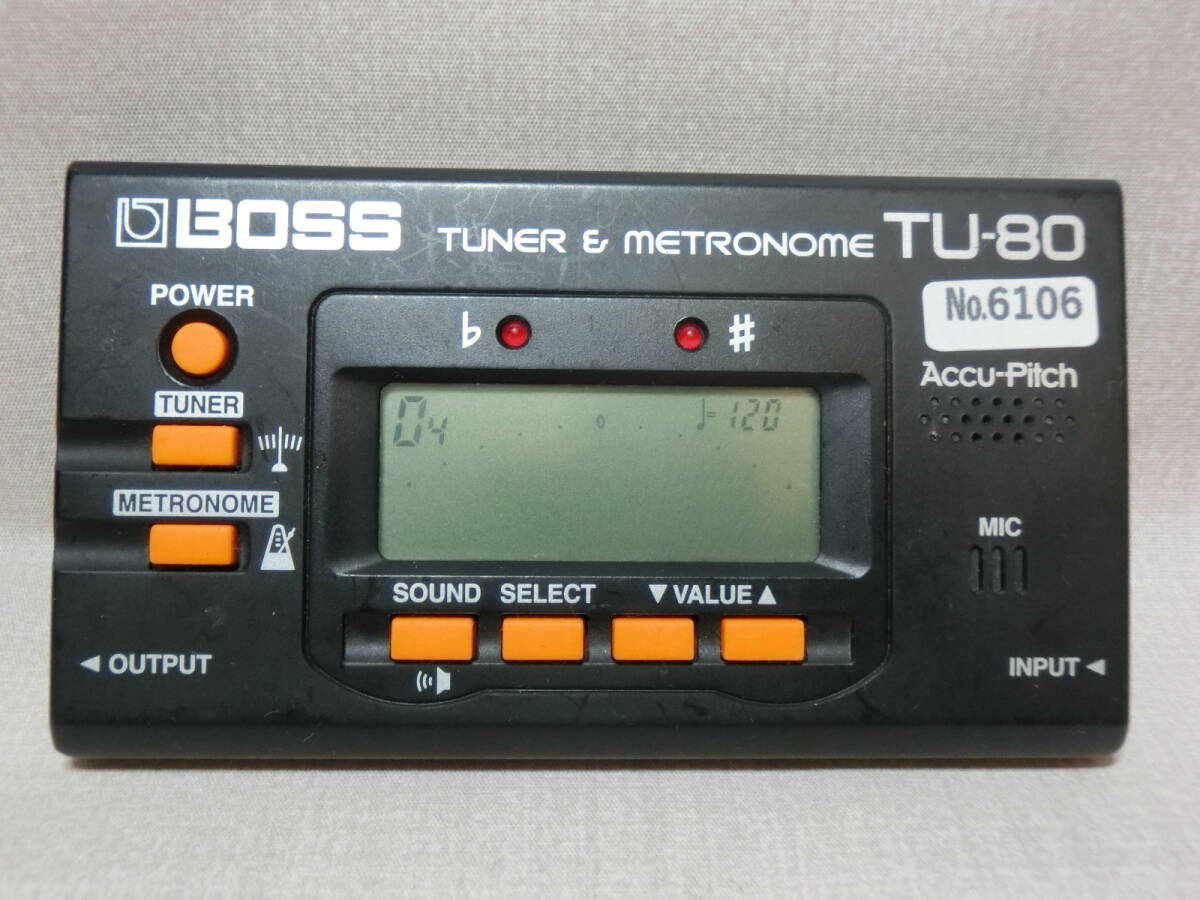 BOSS TUNER & METRONOME TU-80
POWER
No.6106
♭ ♯
Accu-Pitch
TUNER
04 ♩=120
METRONOME
MIC
SOUND SELECT ▼ VALUE ▲
◄ OUTPUT
INPUT ◄